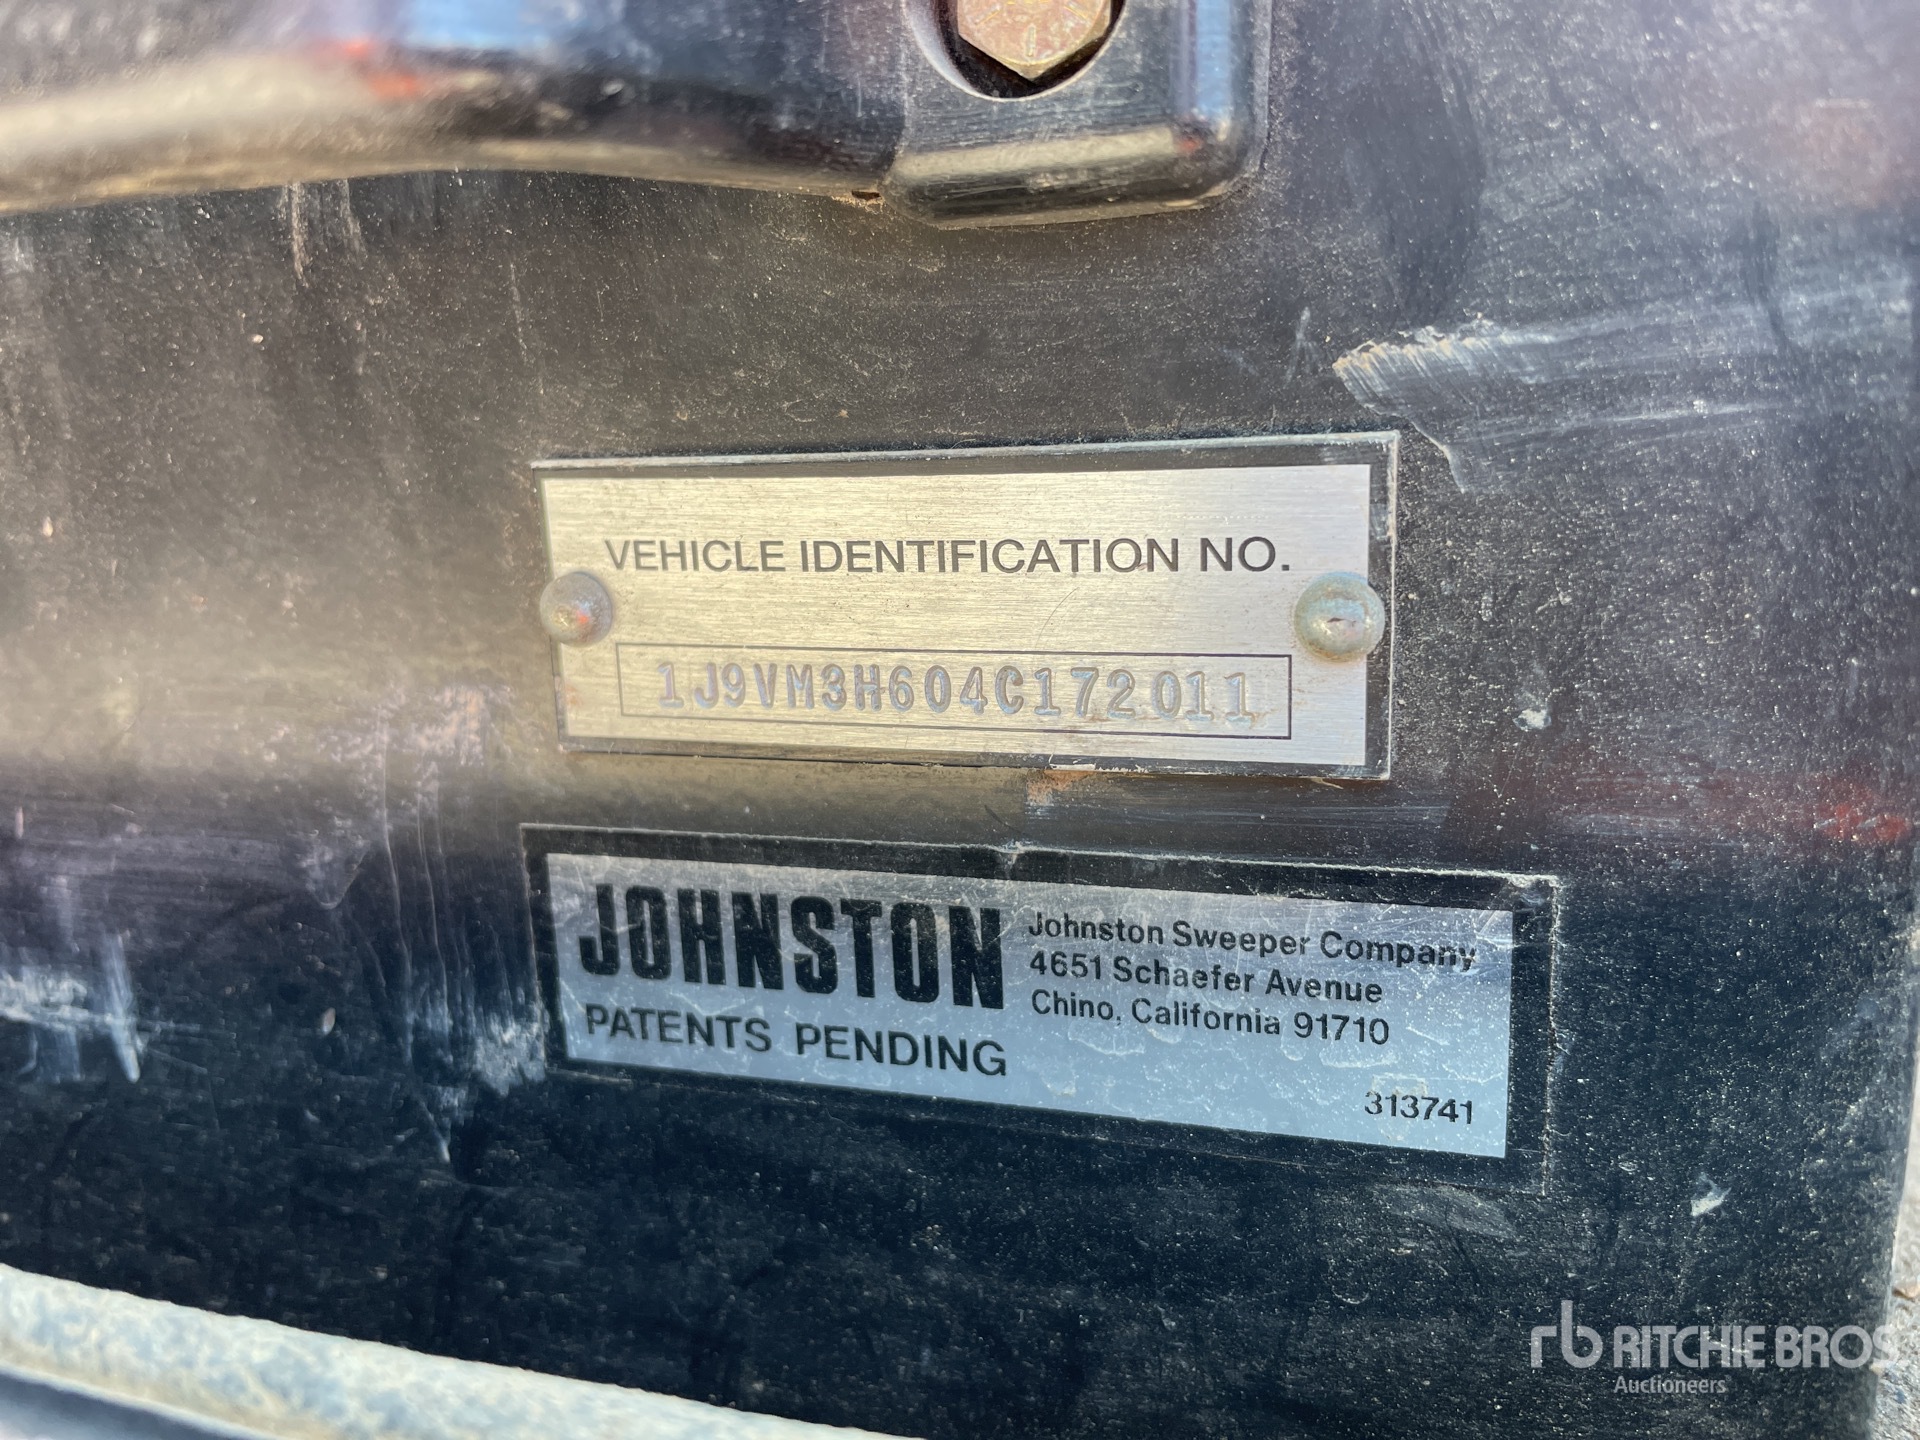 VEHICLE IDENTIFICATION NO.
1J9VM3H604C172011
JOHNSTON
PATENTS PENDING
Johnston Sweeper Company
4651 Schaefer Avenue
Chino, California 91710
313741
rb RITCHIE BROS
Auctioneers